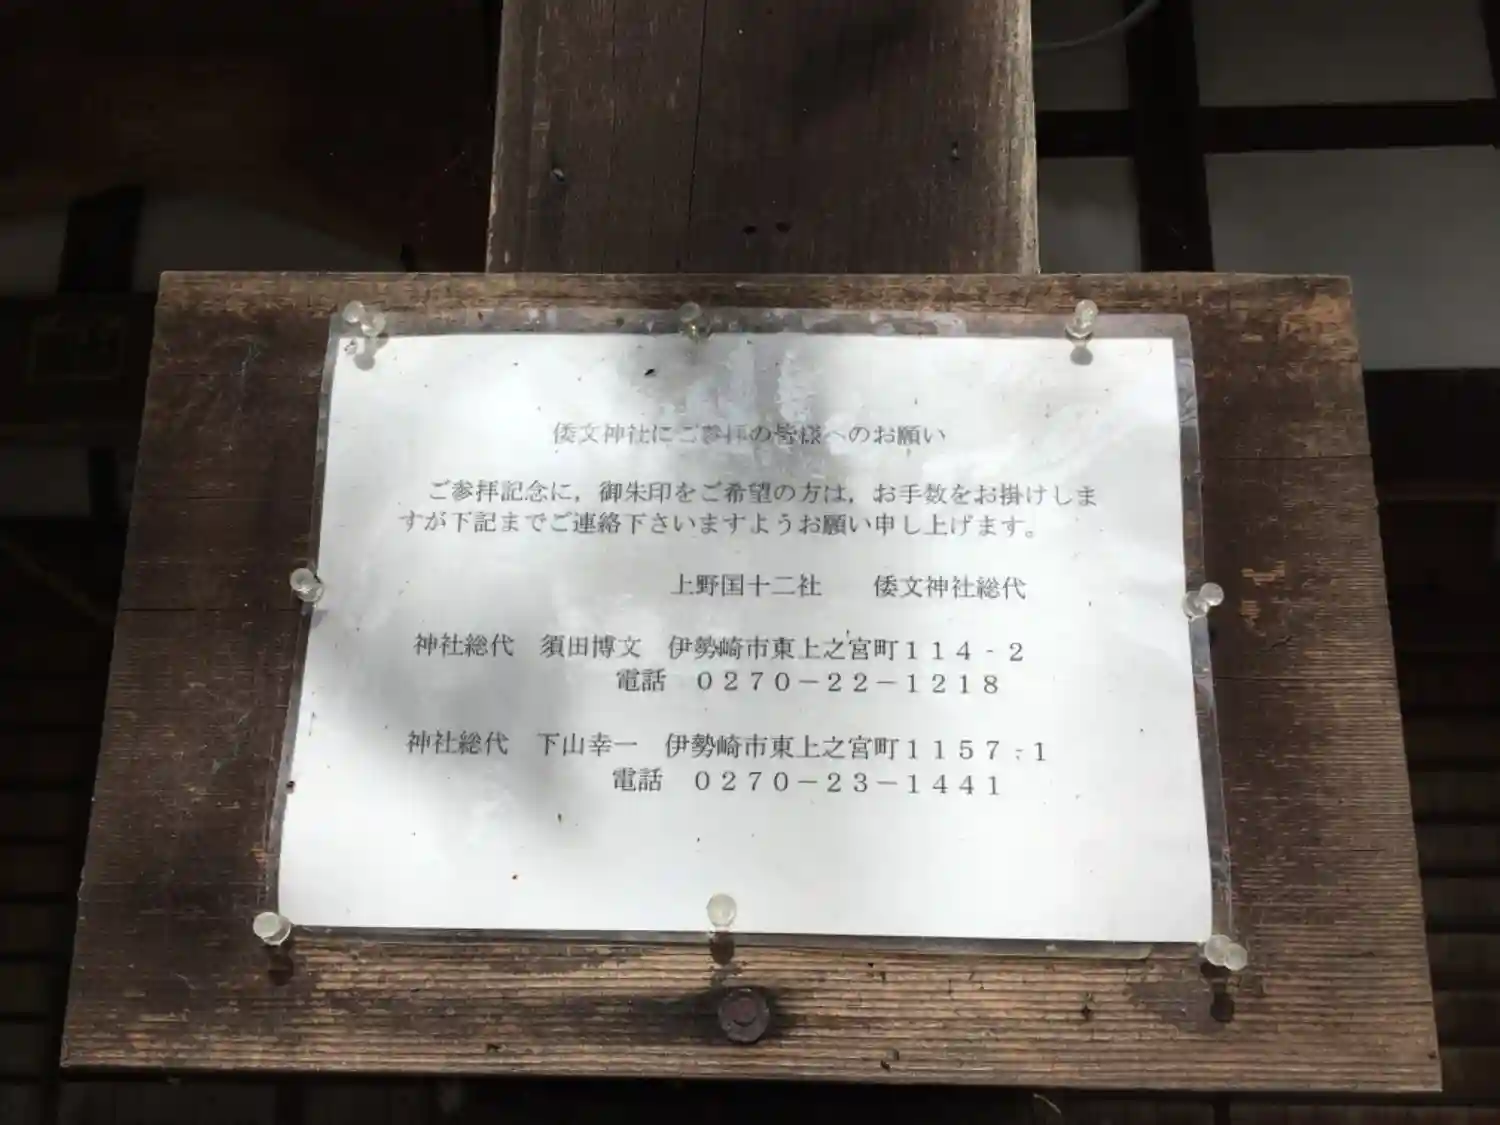 倭文神社にご参拝の皆様へのお願い
ご参拝記念に，御朱印をご希望の方は，お手数をお掛けしま
すが下記までご連絡下さいますようお願い申し上げます。
上野国十二社　　倭文神社総代
神社総代　須田博文　伊勢崎市東上之宮町１１４‐２
電話　０２７０－２２－１２１８
神社総代　下山幸一　伊勢崎市東上之宮町１１５７‐１
電話　０２７０－２３－１４４１